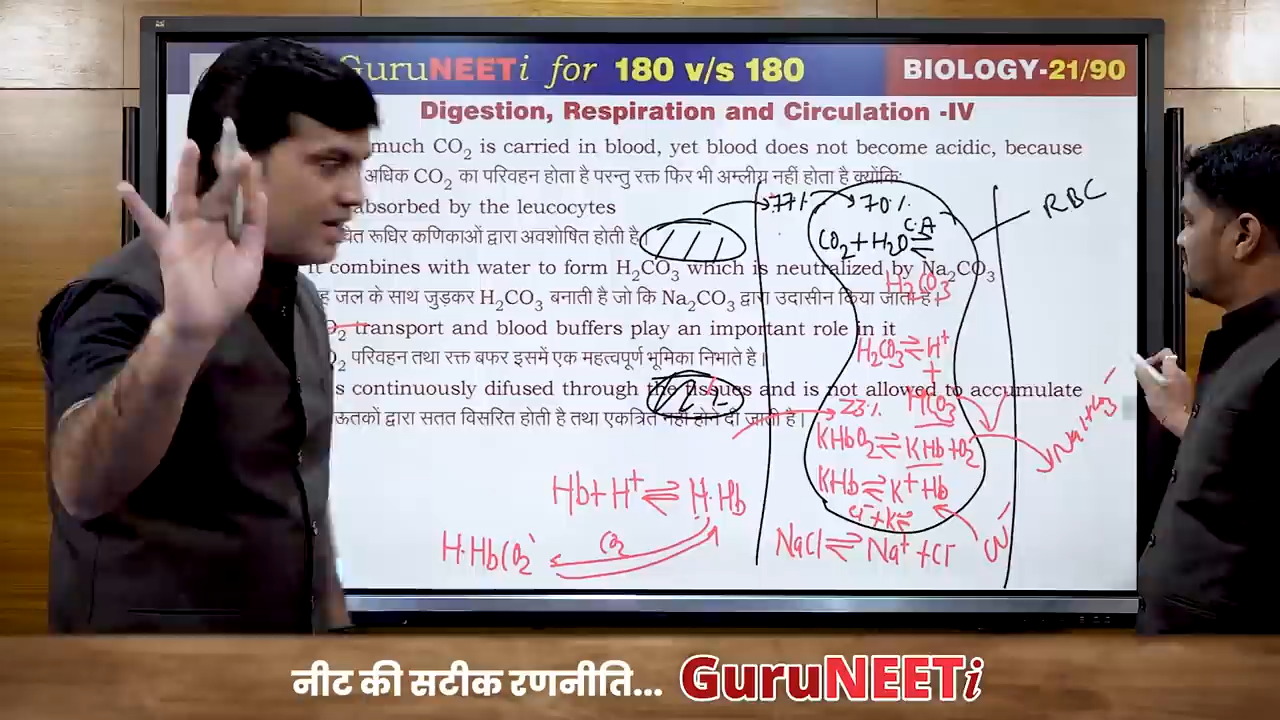 GuruNEETi for 180 v/s 180
BIOLOGY-21/90
Digestion, Respiration and Circulation -IV
much CO₂ is carried in blood, yet blood does not become acidic, because
अधिक CO₂ का परिवहन होता है परन्तु रक्त फिर भी अम्लीय नहीं होता है क्योंकि:
absorbed by the leucocytes
रूधिर कणिकाओं द्वारा अवशोषित होती है।
It combines with water to form H₂CO₃ which is neutralized by Na₂CO₃
जल के साथ जुड़कर H₂CO₃ बनाती है जो कि Na₂CO₃ द्वारा उदासीन किया जाता है।
transport and blood buffers play an important role in it
परिवहन तथा रक्त बफर इसमें एक महत्वपूर्ण भूमिका निभाते है।
is continuously difused through the tissues and is not allowed to accumulate
ऊतकों द्वारा सतत विसरित होती है तथा एकत्रित नहीं होने दी जाती है।
77% 70%
RBC
C.A
CO₂+H₂O⇌
H₂CO₃
H₂CO₃⇌H⁺
+
HCO₃
23%
KHbO₂⇌KHb+O₂
KHb⇌K⁺Hb
Cl⁻+K⇌
NaCl⇌Na⁺+Cl⁻
Hb+H⁺⇌H·Hb
CO₂
H·HbCO₂
नीट की सटीक रणनीति... GuruNEETi